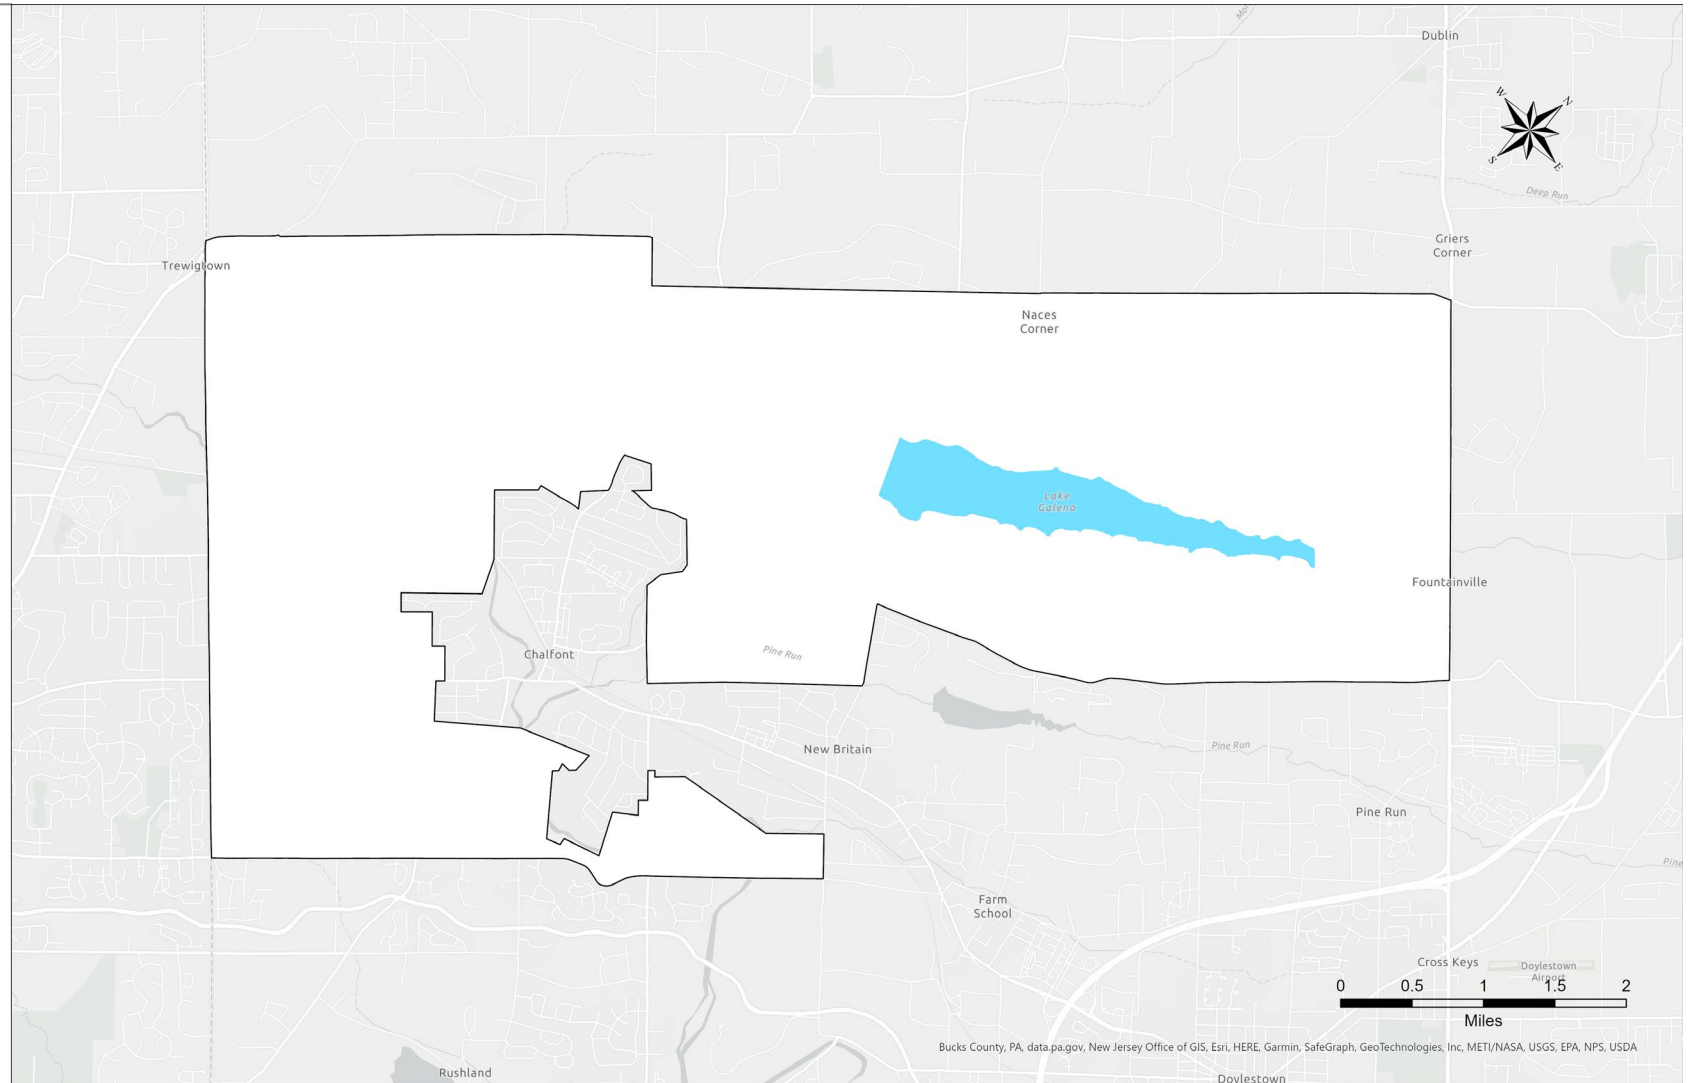 Mor
Dublin
W
N
S
E
Deep Run
Griers
Corner
Trewigtown
Naces
Corner
Lake
Galena
Fountainville
Chalfont
Pine Run
New Britain
Pine Run
Pine Run
Pine
Farm
School
Cross Keys
Doylestown
Airport
0 0.5 1 1.5 2
Miles
Bucks County, PA, data.pa.gov, New Jersey Office of GIS, Esri, HERE, Garmin, SafeGraph, GeoTechnologies, Inc, METI/NASA, USGS, EPA, NPS, USDA
Rushland
Doylestown